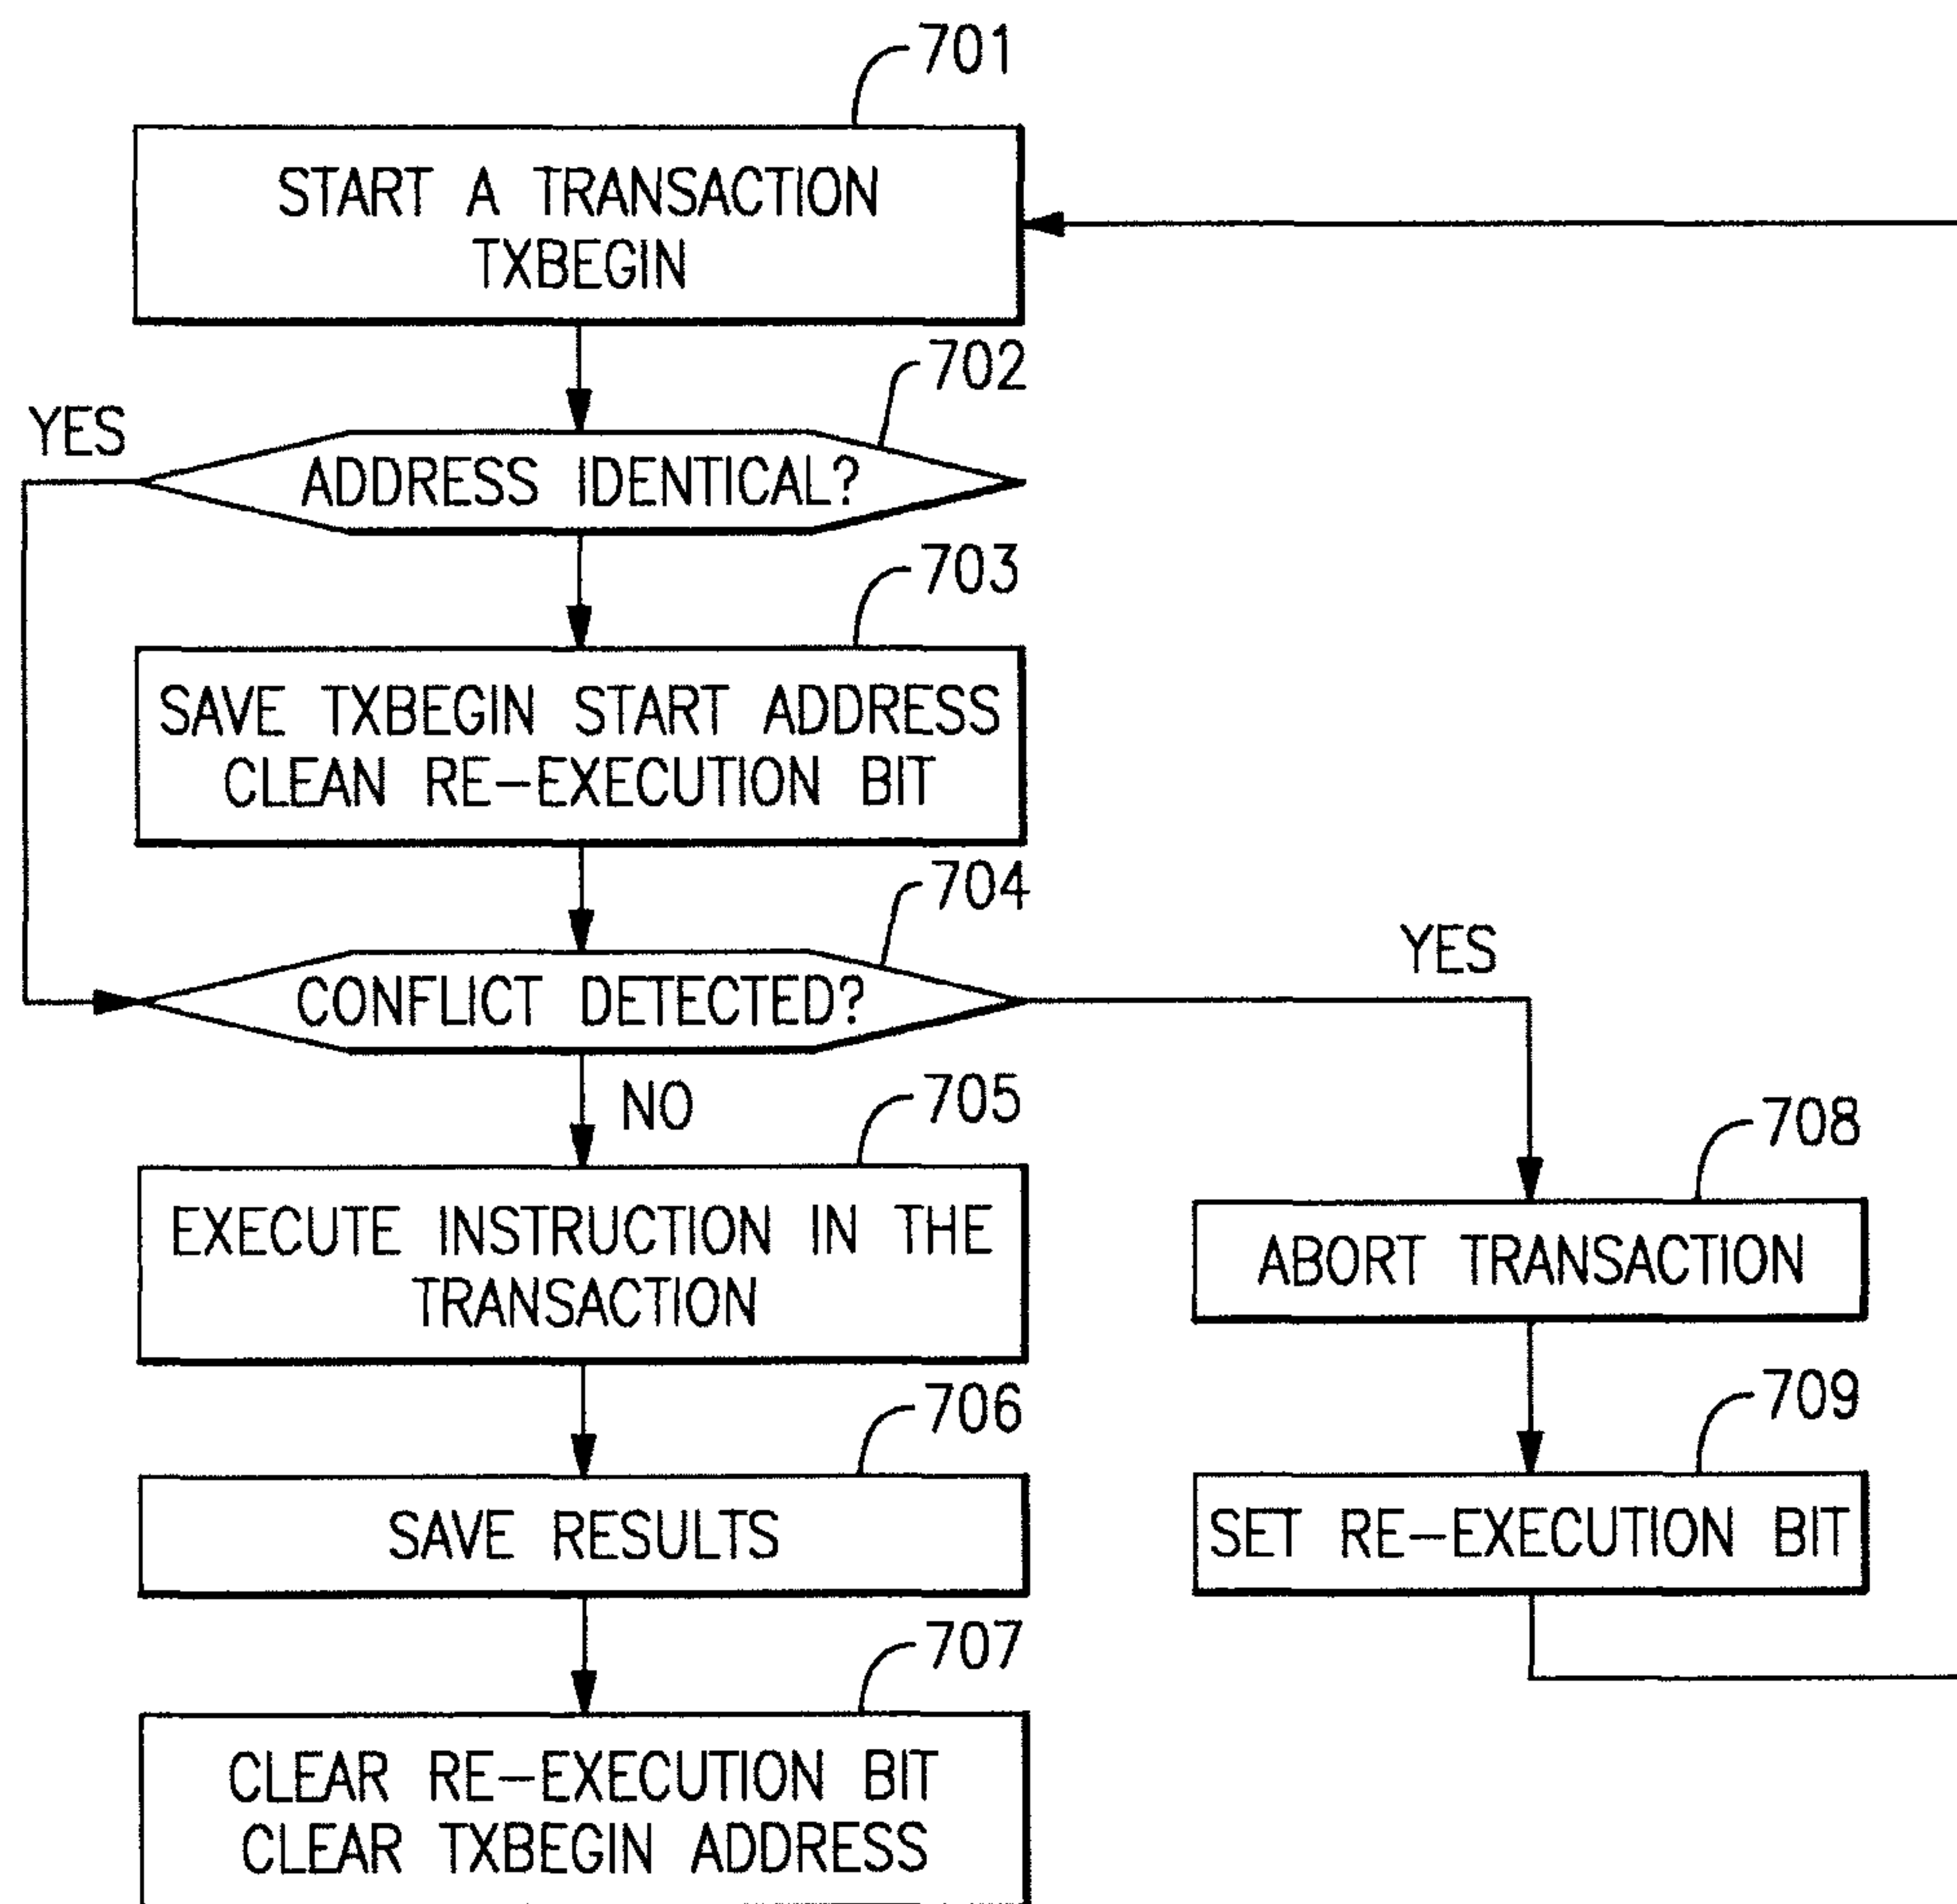 701
START A TRANSACTION
TXBEGIN
702
YES
ADDRESS IDENTICAL?
703
SAVE TXBEGIN START ADDRESS
CLEAN RE-EXECUTION BIT
704
YES
CONFLICT DETECTED?
NO
705
708
EXECUTE INSTRUCTION IN THE
TRANSACTION
ABORT TRANSACTION
706
709
SAVE RESULTS
SET RE-EXECUTION BIT
707
CLEAR RE-EXECUTION BIT
CLEAR TXBEGIN ADDRESS